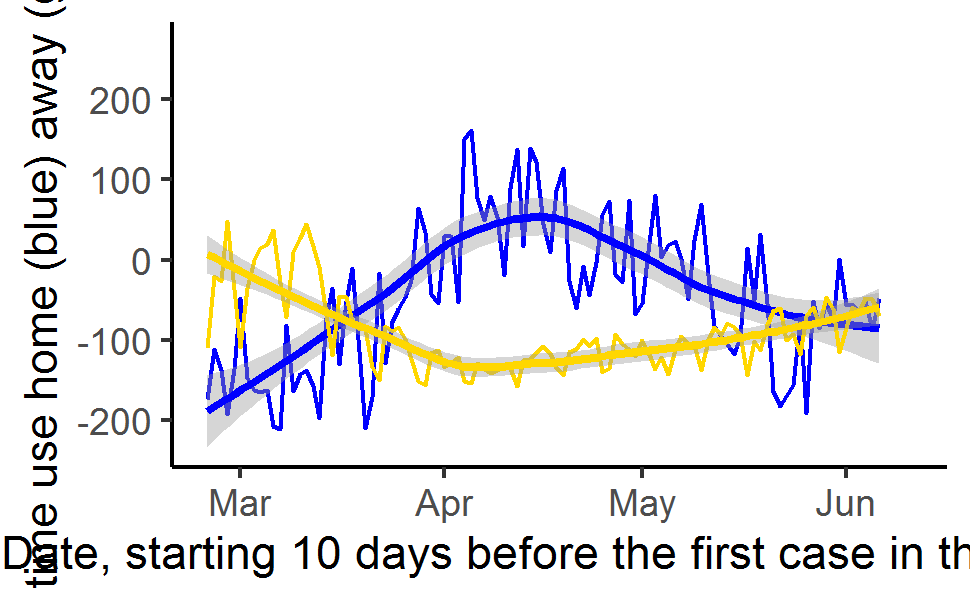 time use home (blue) away (
200
100
0
-100
-200
Mar Apr May Jun
Date, starting 10 days before the first case in th